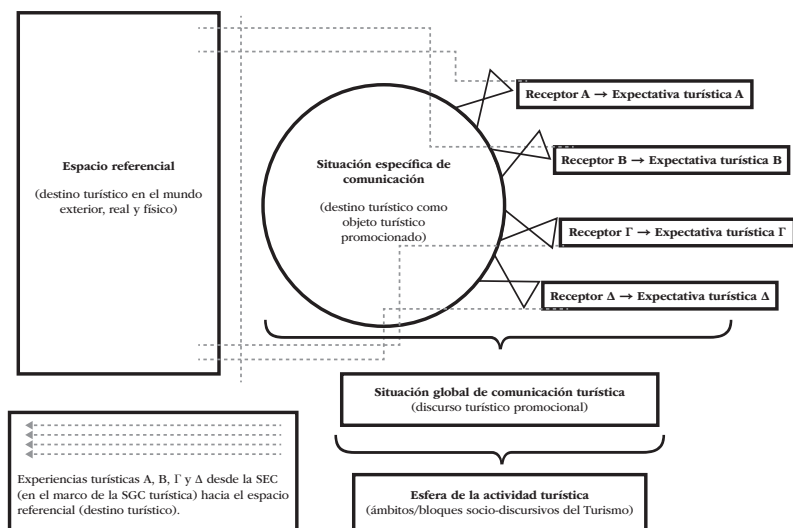 Espacio referencial
(destino turístico en el mundo
exterior, real y físico)
Situación específica de
comunicación
(destino turístico como
objeto turístico
promocionado)
Receptor A → Expectativa turística A
Receptor B → Expectativa turística B
Receptor Γ → Expectativa turística Γ
Receptor Δ → Expectativa turística Δ
Situación global de comunicación turística
(discurso turístico promocional)
Experiencias turísticas A, B, Γ y Δ desde la SEC
(en el marco de la SGC turística) hacia el espacio
referencial (destino turístico).
Esfera de la actividad turística
(ámbitos/bloques socio-discursivos del Turismo)